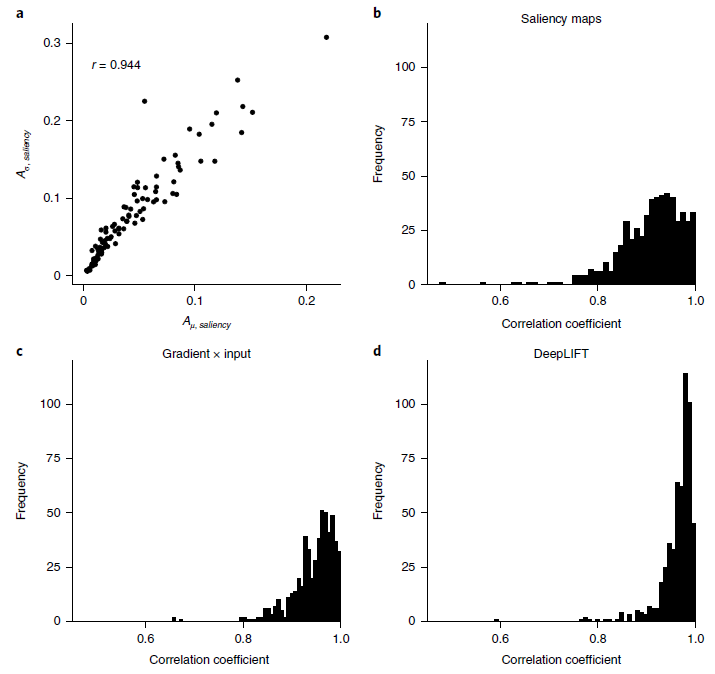 a
r = 0.944
0.3
0.2
0.1
0
A_σ, saliency
0
0.1
0.2
A_μ, saliency
b
Saliency maps
100
75
50
25
0
Frequency
0.6
0.8
1.0
Correlation coefficient
c
Gradient × input
100
75
50
25
0
Frequency
0.6
0.8
1.0
Correlation coefficient
d
DeepLIFT
100
75
50
25
0
Frequency
0.6
0.8
1.0
Correlation coefficient